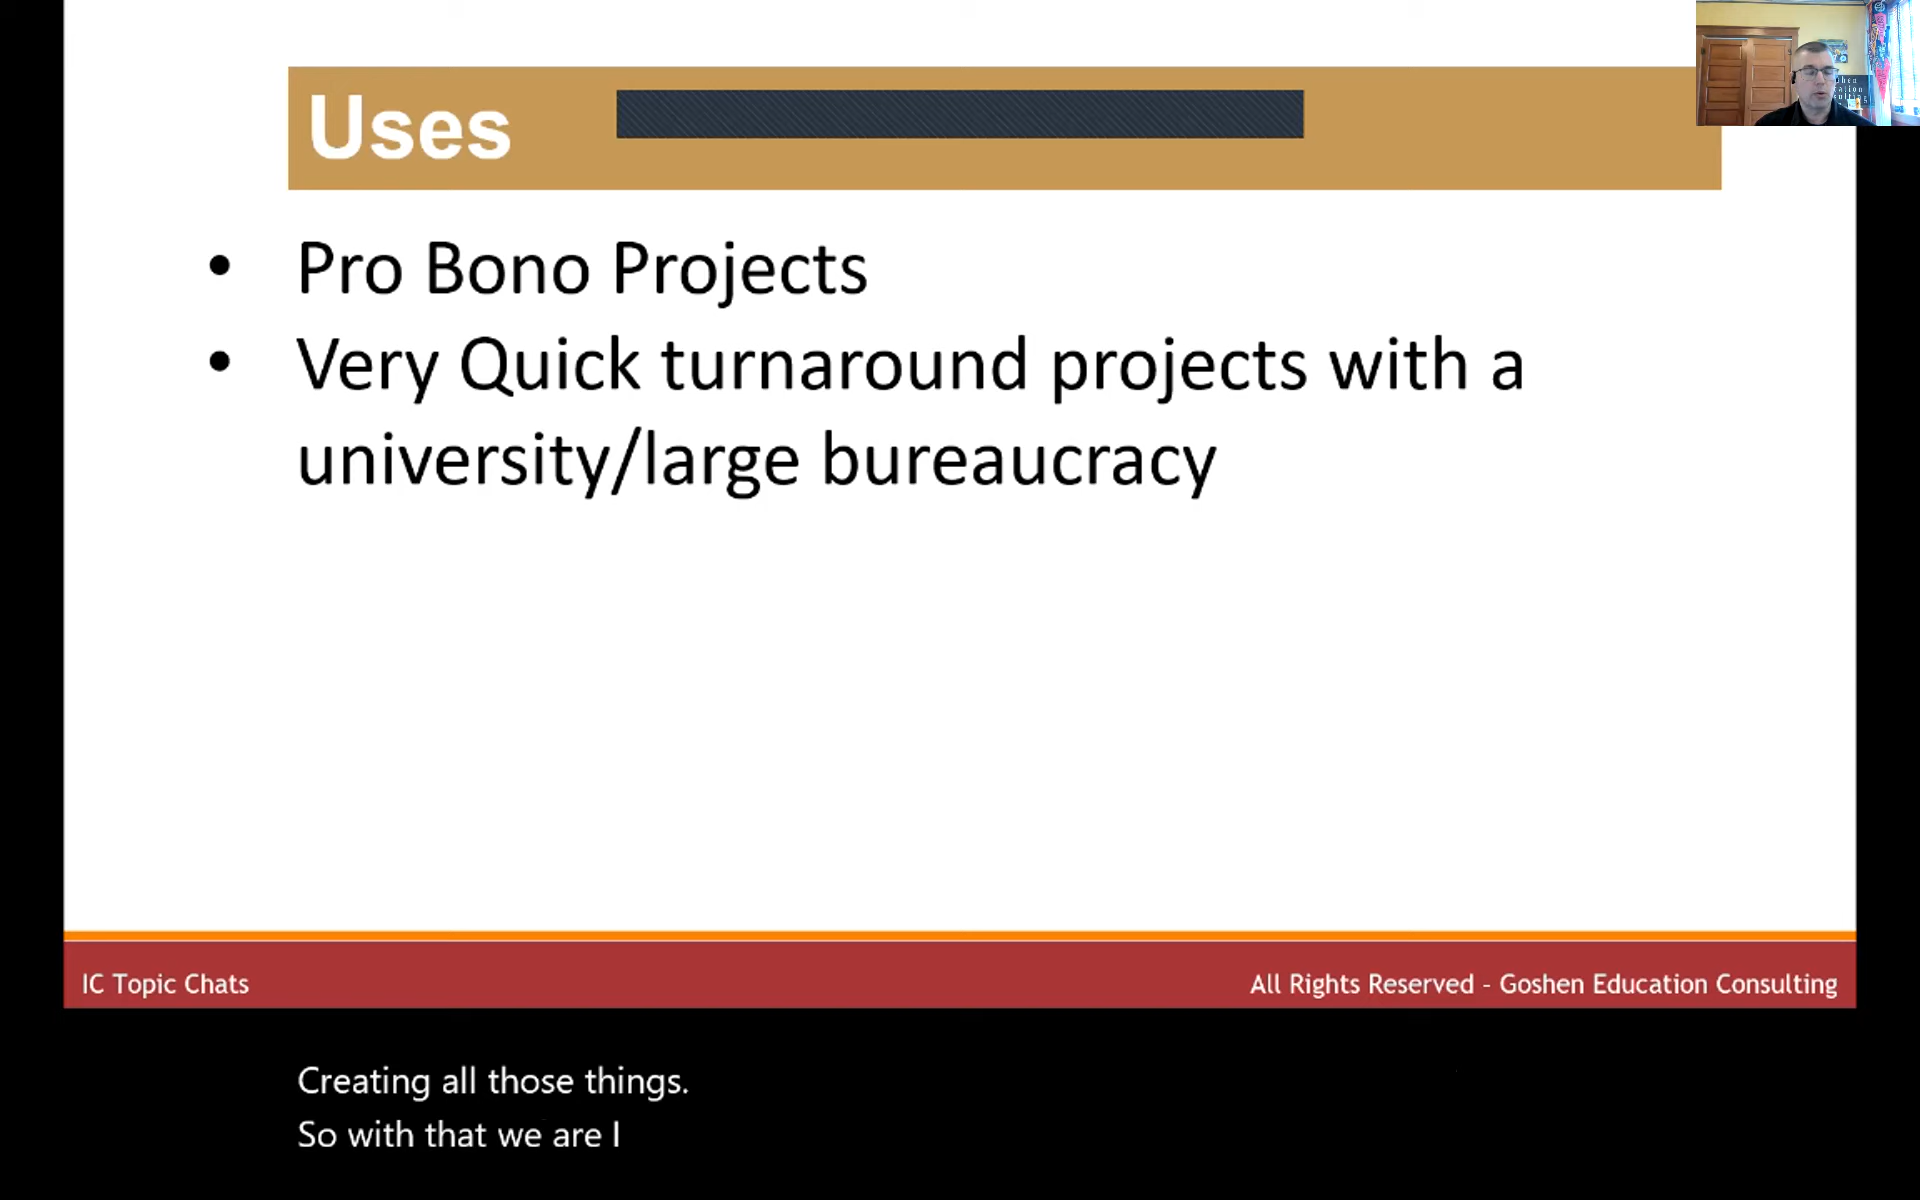 Uses
• Pro Bono Projects
• Very Quick turnaround projects with a
university/large bureaucracy
IC Topic Chats
All Rights Reserved - Goshen Education Consulting
Creating all those things.
So with that we are I